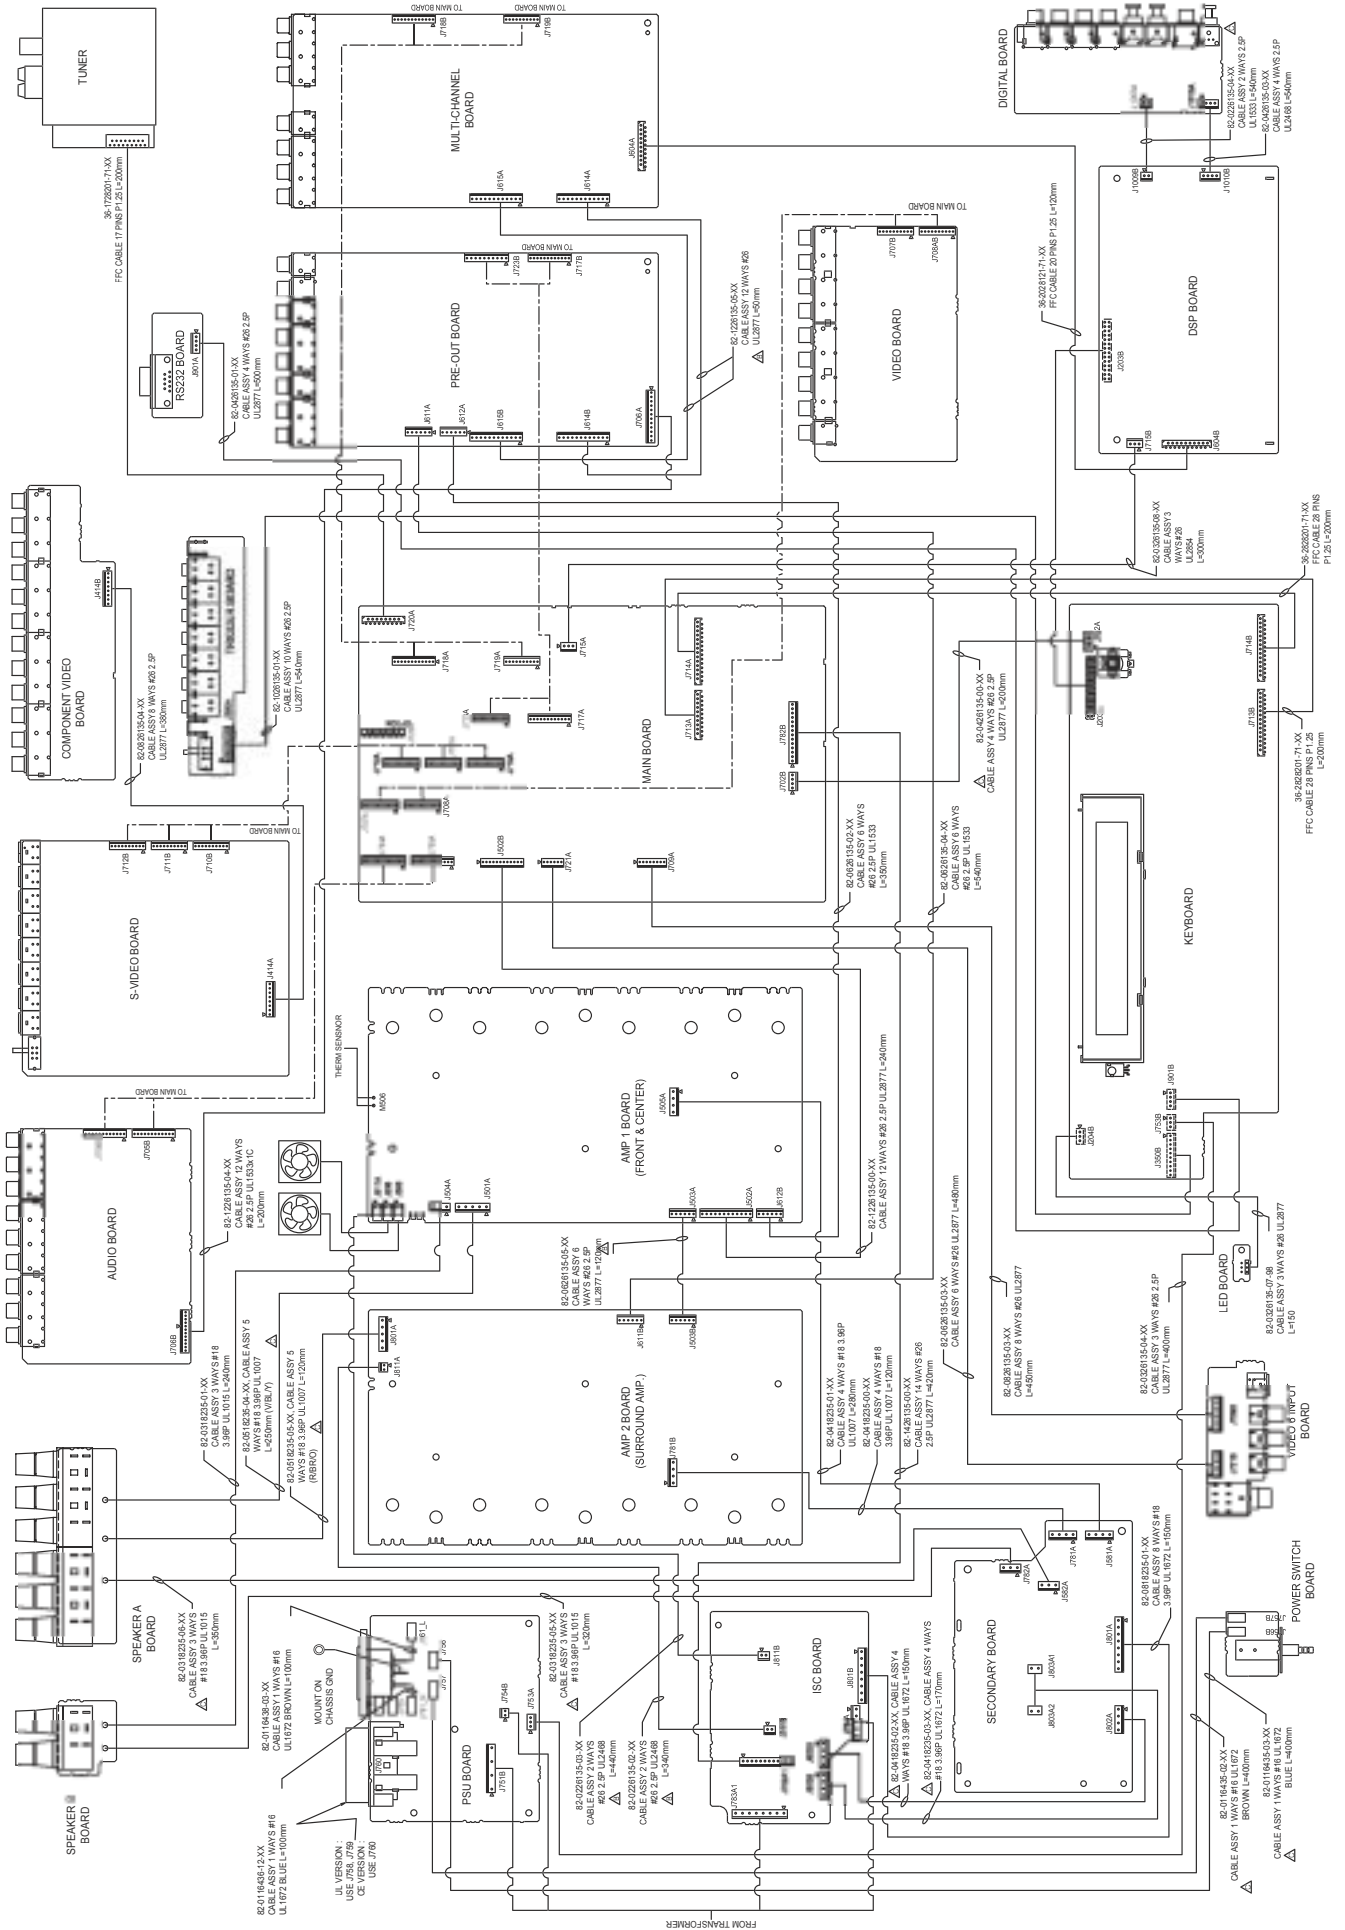 TUNER
36-1728201-71-XX
FFC CABLE 17 PINS P1.25 L=200mm
RS232 BOARD
J901A
82-0426135-01-XX
CABLE ASSY 4 WAYS #26 2.5P
UL2877 L=500mm
COMPONENT VIDEO
BOARD
J414B
82-0826135-04-XX
CABLE ASSY 8 WAYS #26 2.5P
UL2877 L=380mm
82-1026135-01-XX
CABLE ASSY 10 WAYS #26 2.5P
UL2877 L=540mm
S-VIDEO BOARD
J712B
J711B
J710B
TO MAIN BOARD
J414A
AUDIO BOARD
J705B
TO MAIN BOARD
J706B
82-1226135-04-XX
CABLE ASSY 12 WAYS
#26 2.5P UL1533x1C
L=200mm
SPEAKER A
BOARD
82-0318235-01-XX
CABLE ASSY 3 WAYS #18
3.96P UL1015 L=240mm
82-0518235-04-XX, CABLE ASSY 5
WAYS #18 3.96P UL1007
L=250mm (V/BL/Y)
82-0518235-05-XX, CABLE ASSY 5
WAYS #18 3.96P UL1007 L=120mm
(R/BR/O)
82-0318235-06-XX
CABLE ASSY 3 WAYS
#18 3.96P UL1015
L=350mm
SPEAKER
BOARD
82-0116438-03-XX
CABLE ASSY 1 WAYS #16
UL1672 BROWN L=100mm
82-0116436-12-XX
CABLE ASSY 1 WAYS #16
UL1672 BLUE L=100mm
MOUNT ON
CHASSIS GND
UL VERSION :
USE J758, J759
CE VERSION :
USE J760
J760
J756
J757
J754B
J753A
J751B
PSU BOARD
MULTI-CHANNEL
BOARD
TO MAIN BOARD
J718B
TO MAIN BOARD
J719B
J604A
J615A
J614A
PRE-OUT BOARD
TO MAIN BOARD
J723B
J717B
J611A
J612A
J615B
J614B
J706A
82-1226135-05-XX
CABLE ASSY 12 WAYS #26
UL2877 L=50mm
VIDEO BOARD
TO MAIN BOARD
J707B
J708AB
MAIN BOARD
J720A
J718A
J719A
J717A
J715A
J714A
J713A
J782B
J702B
J708A
J502B
J721A
J709A
82-0426135-00-XX
CABLE ASSY 4 WAYS #26 2.5P
UL2877 L=200mm
82-0626135-02-XX
CABLE ASSY 6 WAYS
#26 2.5P UL1533
L=350mm
82-0626135-04-XX
CABLE ASSY 6 WAYS
#26 2.5P UL1533
L=540mm
THERM SENSNOR
M506
AMP 1 BOARD
(FRONT & CENTER)
J505A
J504A
J501A
J503A
J502A
J612B
82-1226135-00-XX
CABLE ASSY 12 WAYS #26 2.5P UL2877 L=240mm
82-0626135-05-XX
CABLE ASSY 6
WAYS #26 2.5P
UL2877 L=120mm
J611B
J503B
J801A
J811A
AMP 2 BOARD
(SURROUND AMP.)
J781B
82-0418235-01-XX
CABLE ASSY 4 WAYS #18 3.96P
UL1007 L=280mm
82-0418235-00-XX
CABLE ASSY 4 WAYS #18
3.96P UL1007 L=120mm
82-1426135-00-XX
CABLE ASSY 14 WAYS #26
2.5P UL2877 L=420mm
82-0626135-03-XX
CABLE ASSY 6 WAYS #26 UL2877 L=480mm
82-0826135-03-XX
CABLE ASSY 8 WAYS #26 UL2877
L=450mm
82-0318235-05-XX
CABLE ASSY 3 WAYS
#18 3.96P UL1015
L=320mm
82-0226135-03-XX
CABLE ASSY 2 WAYS
#26 2.5P UL2468
L=440mm
82-0226135-02-XX
CABLE ASSY 2 WAYS
#26 2.5P UL2468
L=340mm
ISC BOARD
J811B
J801B
J783A1
82-0418235-02-XX, CABLE ASSY 4
WAYS #18 3.96P UL1672 L=150mm
82-0418235-03-XX, CABLE ASSY 4 WAYS
#18 3.96P UL1672 L=170mm
SECONDARY BOARD
J782A
J582A
J781A
J581A
J803A1
J803A2
J801A
J802A
82-0818235-01-XX
CABLE ASSY 8 WAYS #18
3.96P UL1672 L=150mm
FROM TRANSFORMER
DIGITAL BOARD
82-0226135-04-XX
CABLE ASSY 2 WAYS 2.5P
UL1533 L=540mm
82-0426135-03-XX
CABLE ASSY 4 WAYS 2.5P
UL2468 L=540mm
J1009B
J1010B
DSP BOARD
J203B
J715B
J604B
36-2028121-71-XX
FFC CABLE 20 PINS P1.25 L=120mm
82-0326135-08-XX
CABLE ASSY 3
WAYS #26
UL2854
L=300mm
36-2828201-71-XX
FFC CABLE 28 PINS
P1.25 L=200mm
J714B
J713B
36-2828201-71-XX
FFC CABLE 28 PINS P1.25
L=200mm
KEYBOARD
J901B
J753B
J204B
J350B
LED BOARD
82-0326135-07-98
CABLE ASSY 3 WAYS #26 UL2877
L=150
82-0326135-04-XX
CABLE ASSY 3 WAYS #26 2.5P
UL2877 L=400mm
VIDEO 6 INPUT
BOARD
POWER SWITCH
BOARD
J757B
J756B
82-0116435-02-XX
CABLE ASSY 1 WAYS #16 UL1672
BROWN L=400mm
82-0116435-03-XX
CABLE ASSY 1 WAYS #16 UL1672
BLUE L=400mm